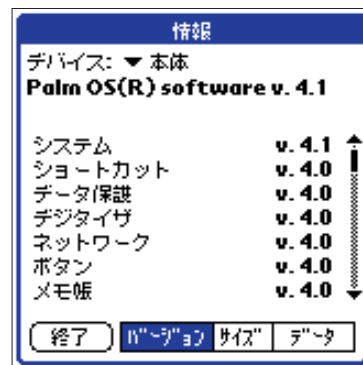 情報
デバイス: ▼ 本体
Palm OS(R) software v. 4.1
システム v. 4.1
ショートカット v. 4.0
データ保護 v. 4.0
デジタイザ v. 4.0
ネットワーク v. 4.0
ボタン v. 4.0
メモ帳 v. 4.0
終了 バージョン サイズ データ